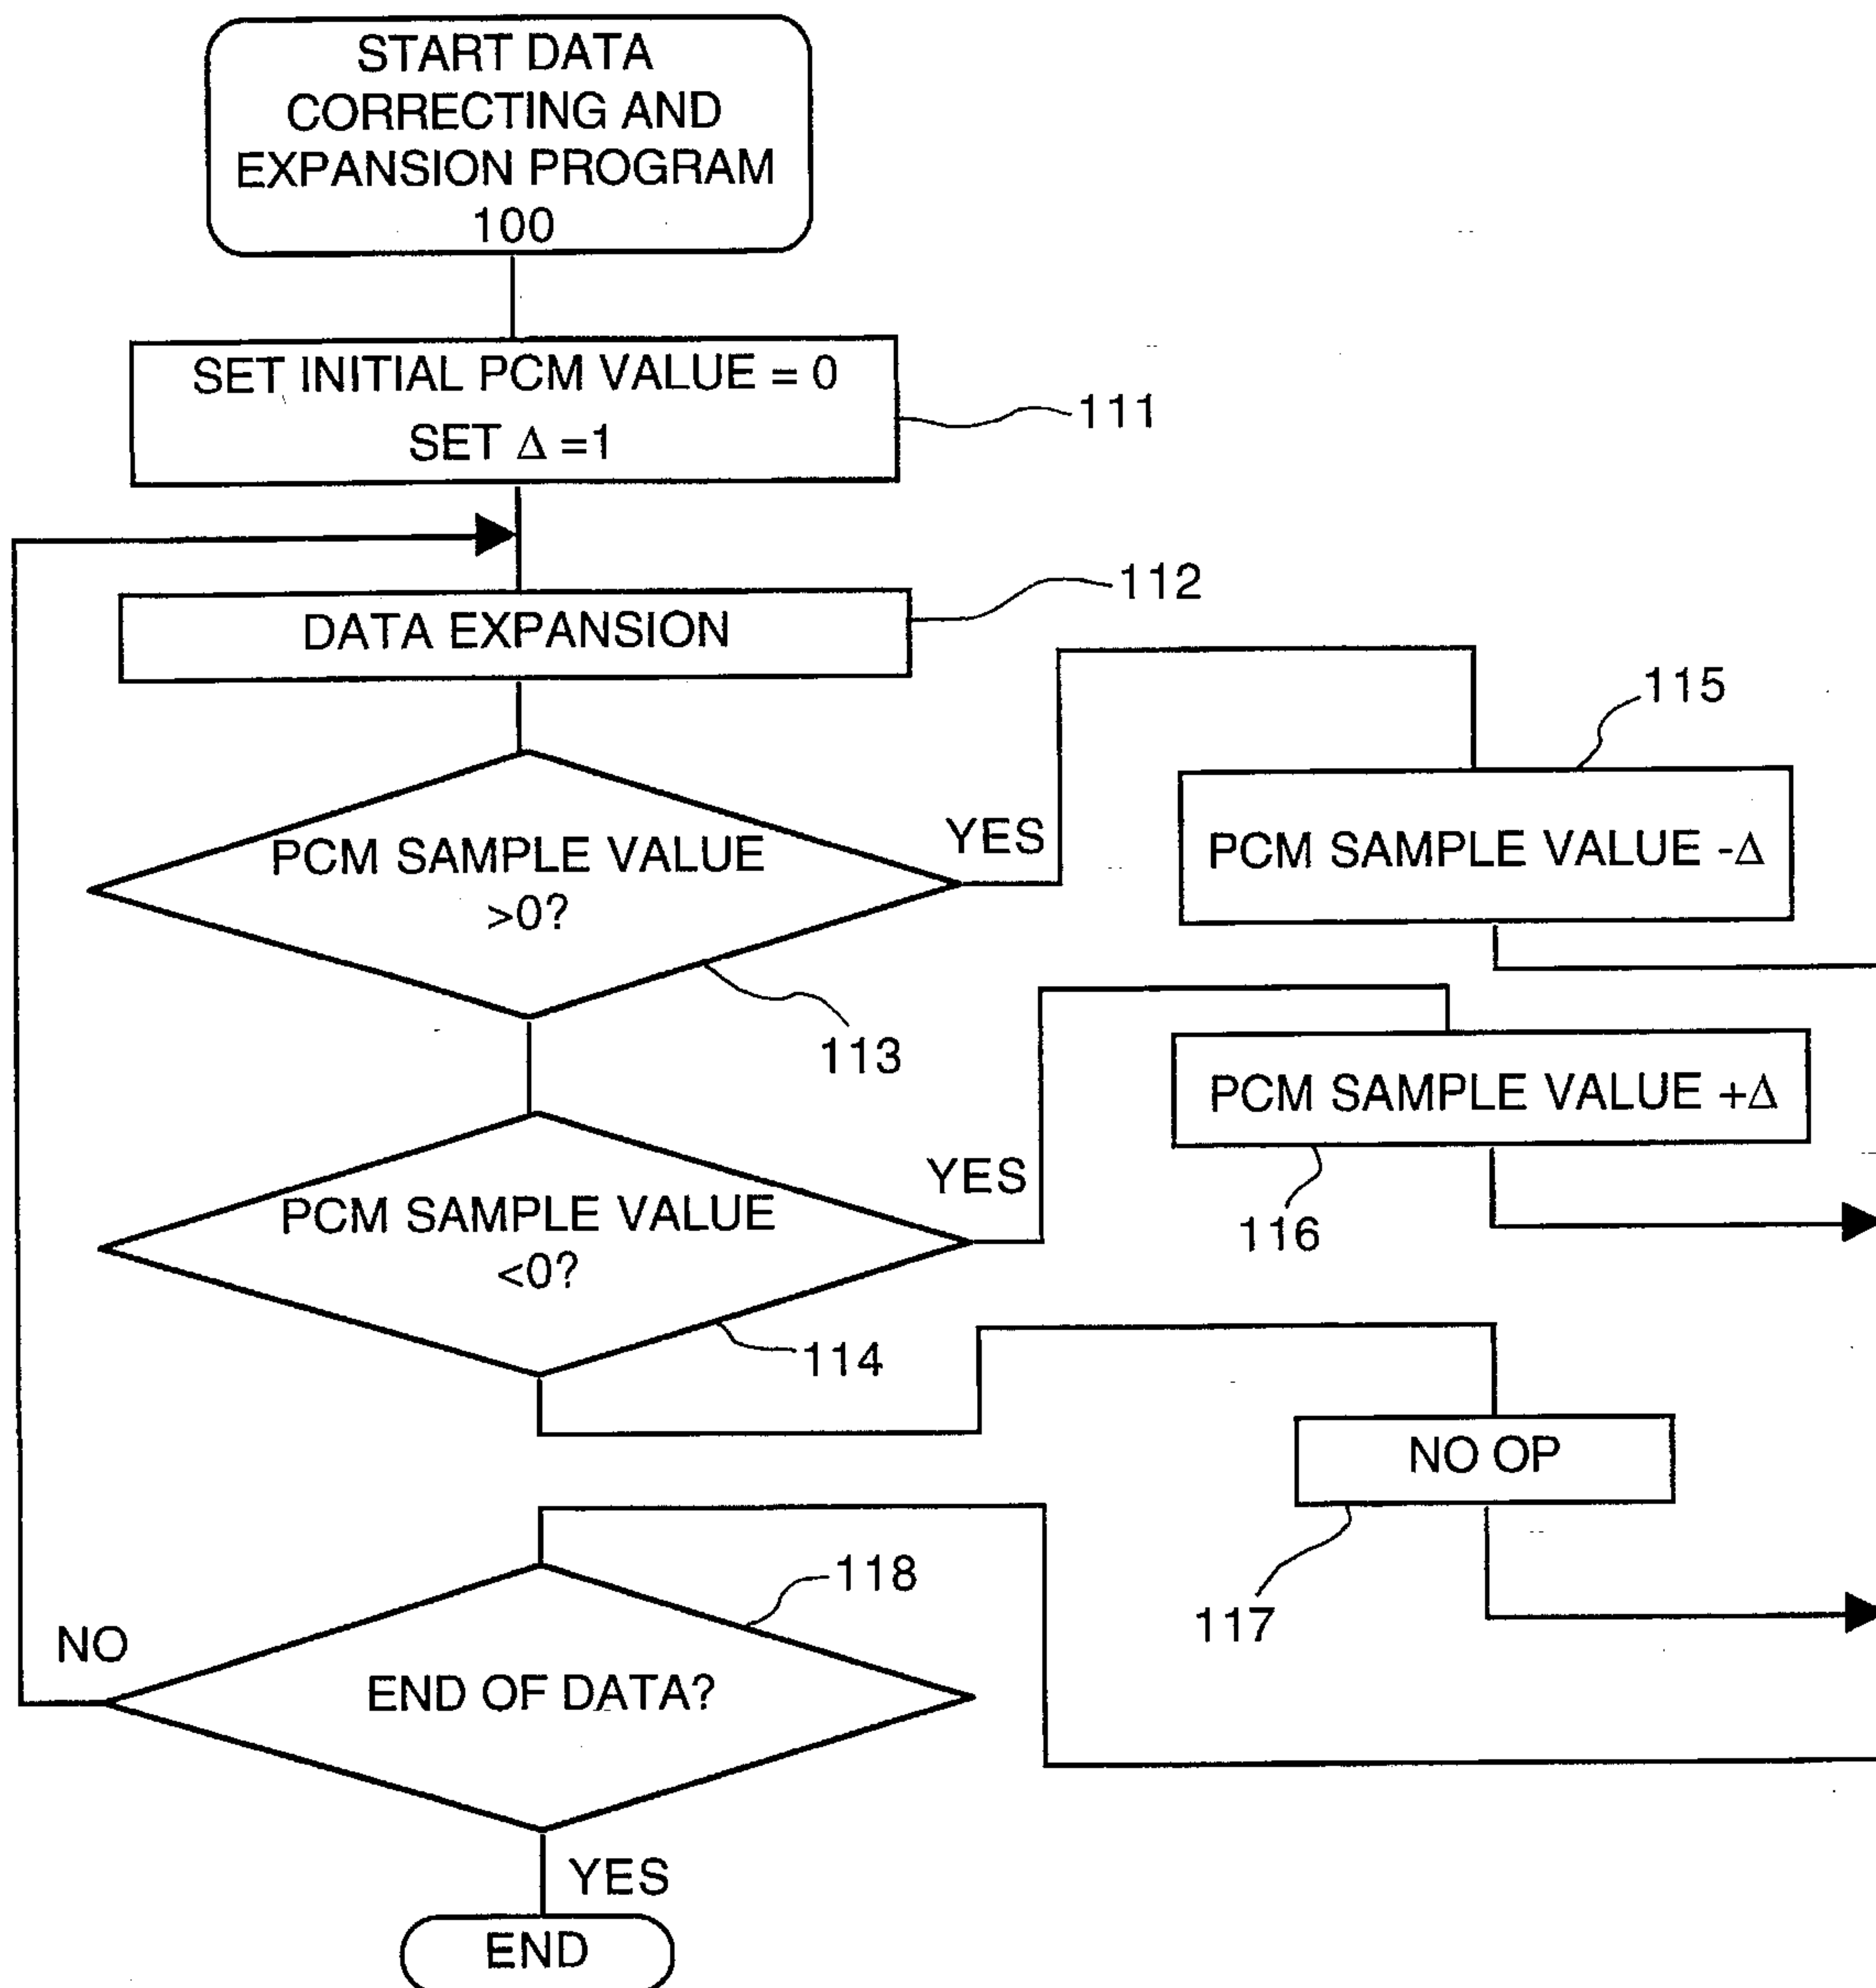 START DATA
CORRECTING AND
EXPANSION PROGRAM
100
SET INITIAL PCM VALUE = 0
SET Δ =1
111
DATA EXPANSION
112
PCM SAMPLE VALUE
>0?
YES
113
115
PCM SAMPLE VALUE -Δ
PCM SAMPLE VALUE
<0?
YES
114
PCM SAMPLE VALUE +Δ
116
NO OP
117
118
END OF DATA?
NO
YES
END